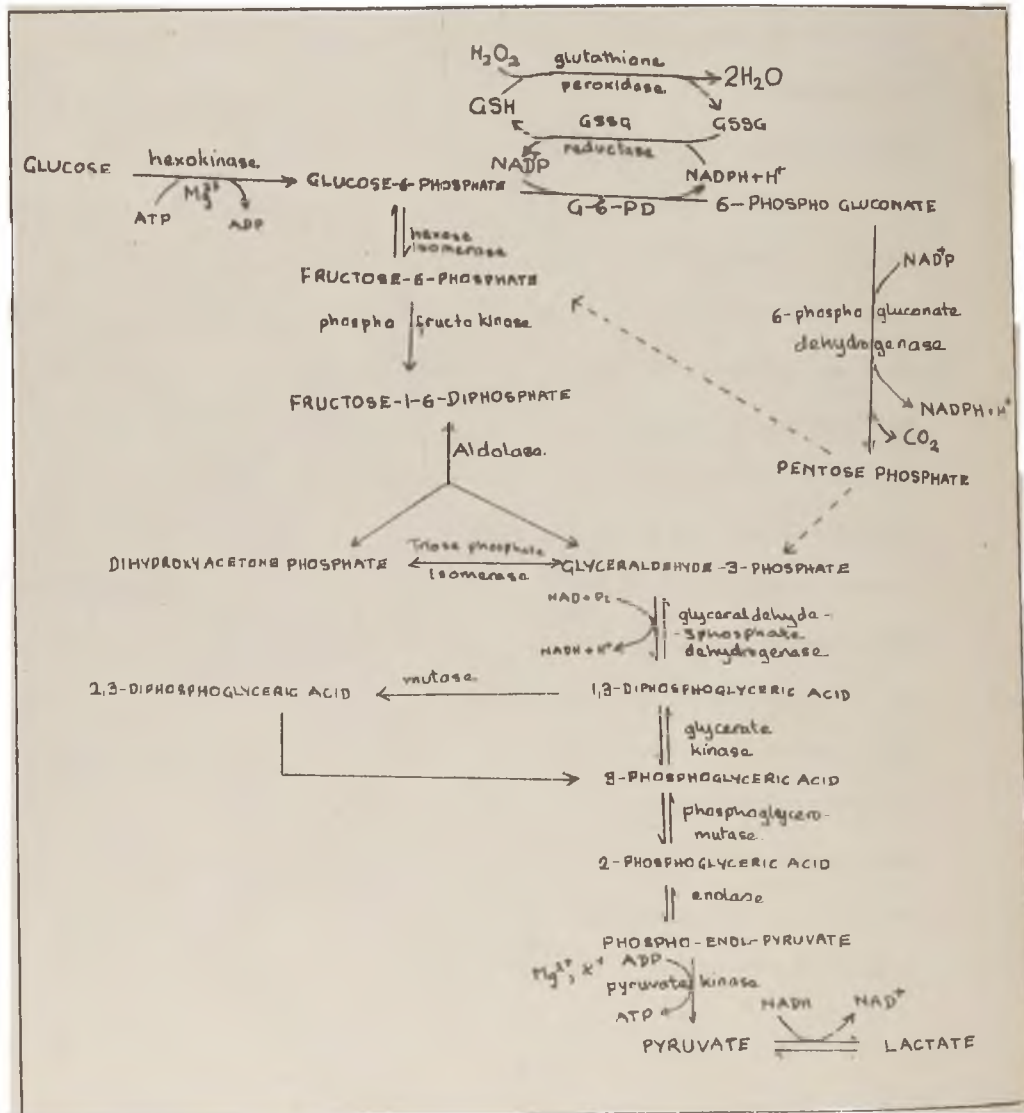 H2O2 glutathione 2H2O
peroxidase
GSH GSSG GSSG
reductase
GLUCOSE hexokinase NADP NADPH+H+
Mg2+ GLUCOSE-6-PHOSPHATE G-6-PD 6-PHOSPHO GLUCONATE
ATP ADP
hexose
isomerase
NADP+
FRUCTOSE-6-PHOSPHATE
phospho fructo kinase
6-phospho gluconate
dehydrogenase
FRUCTOSE-1-6-DIPHOSPHATE
NADPH+H+
CO2
Aldolase.
PENTOSE PHOSPHATE
Triose phosphate
DIHYDROXYACETONE PHOSPHATE GLYCERALDEHYDE-3-PHOSPHATE
Isomerase
NAD+Pi glyceraldehyde-
3phosphate
NADH+H+ dehydrogenase
2,3-DIPHOSPHOGLYCERIC ACID mutase 1,3-DIPHOSPHOGLYCERIC ACID
glycerate
kinase
3-PHOSPHOGLYCERIC ACID
phosphoglycero-
mutase.
2-PHOSPHOGLYCERIC ACID
enolase
PHOSPHO-ENOL-PYRUVATE
Mg2+, K+ ADP
pyruvate kinase
ATP NADH NAD+
PYRUVATE LACTATE